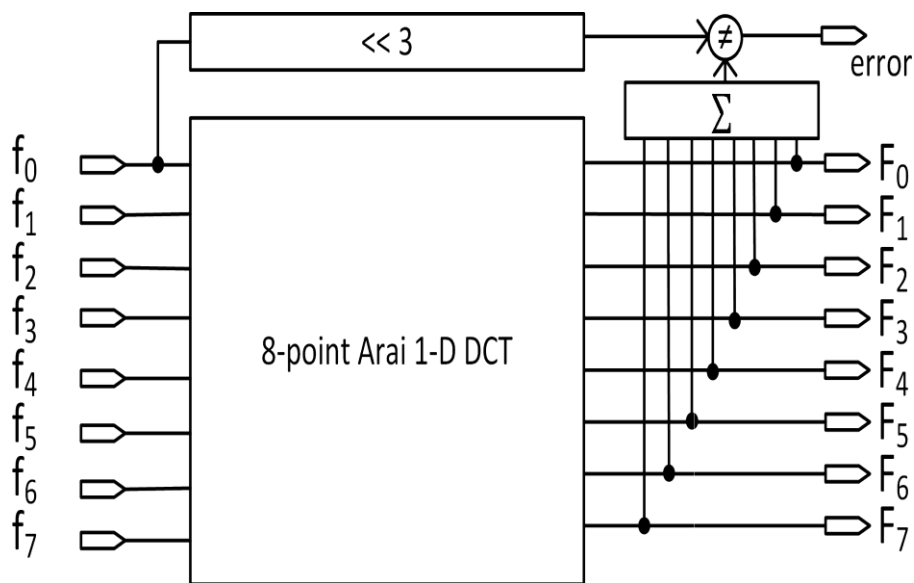 << 3
≠
error
Σ
f0
f1
f2
f3
f4
f5
f6
f7
8-point Arai 1-D DCT
F0
F1
F2
F3
F4
F5
F6
F7